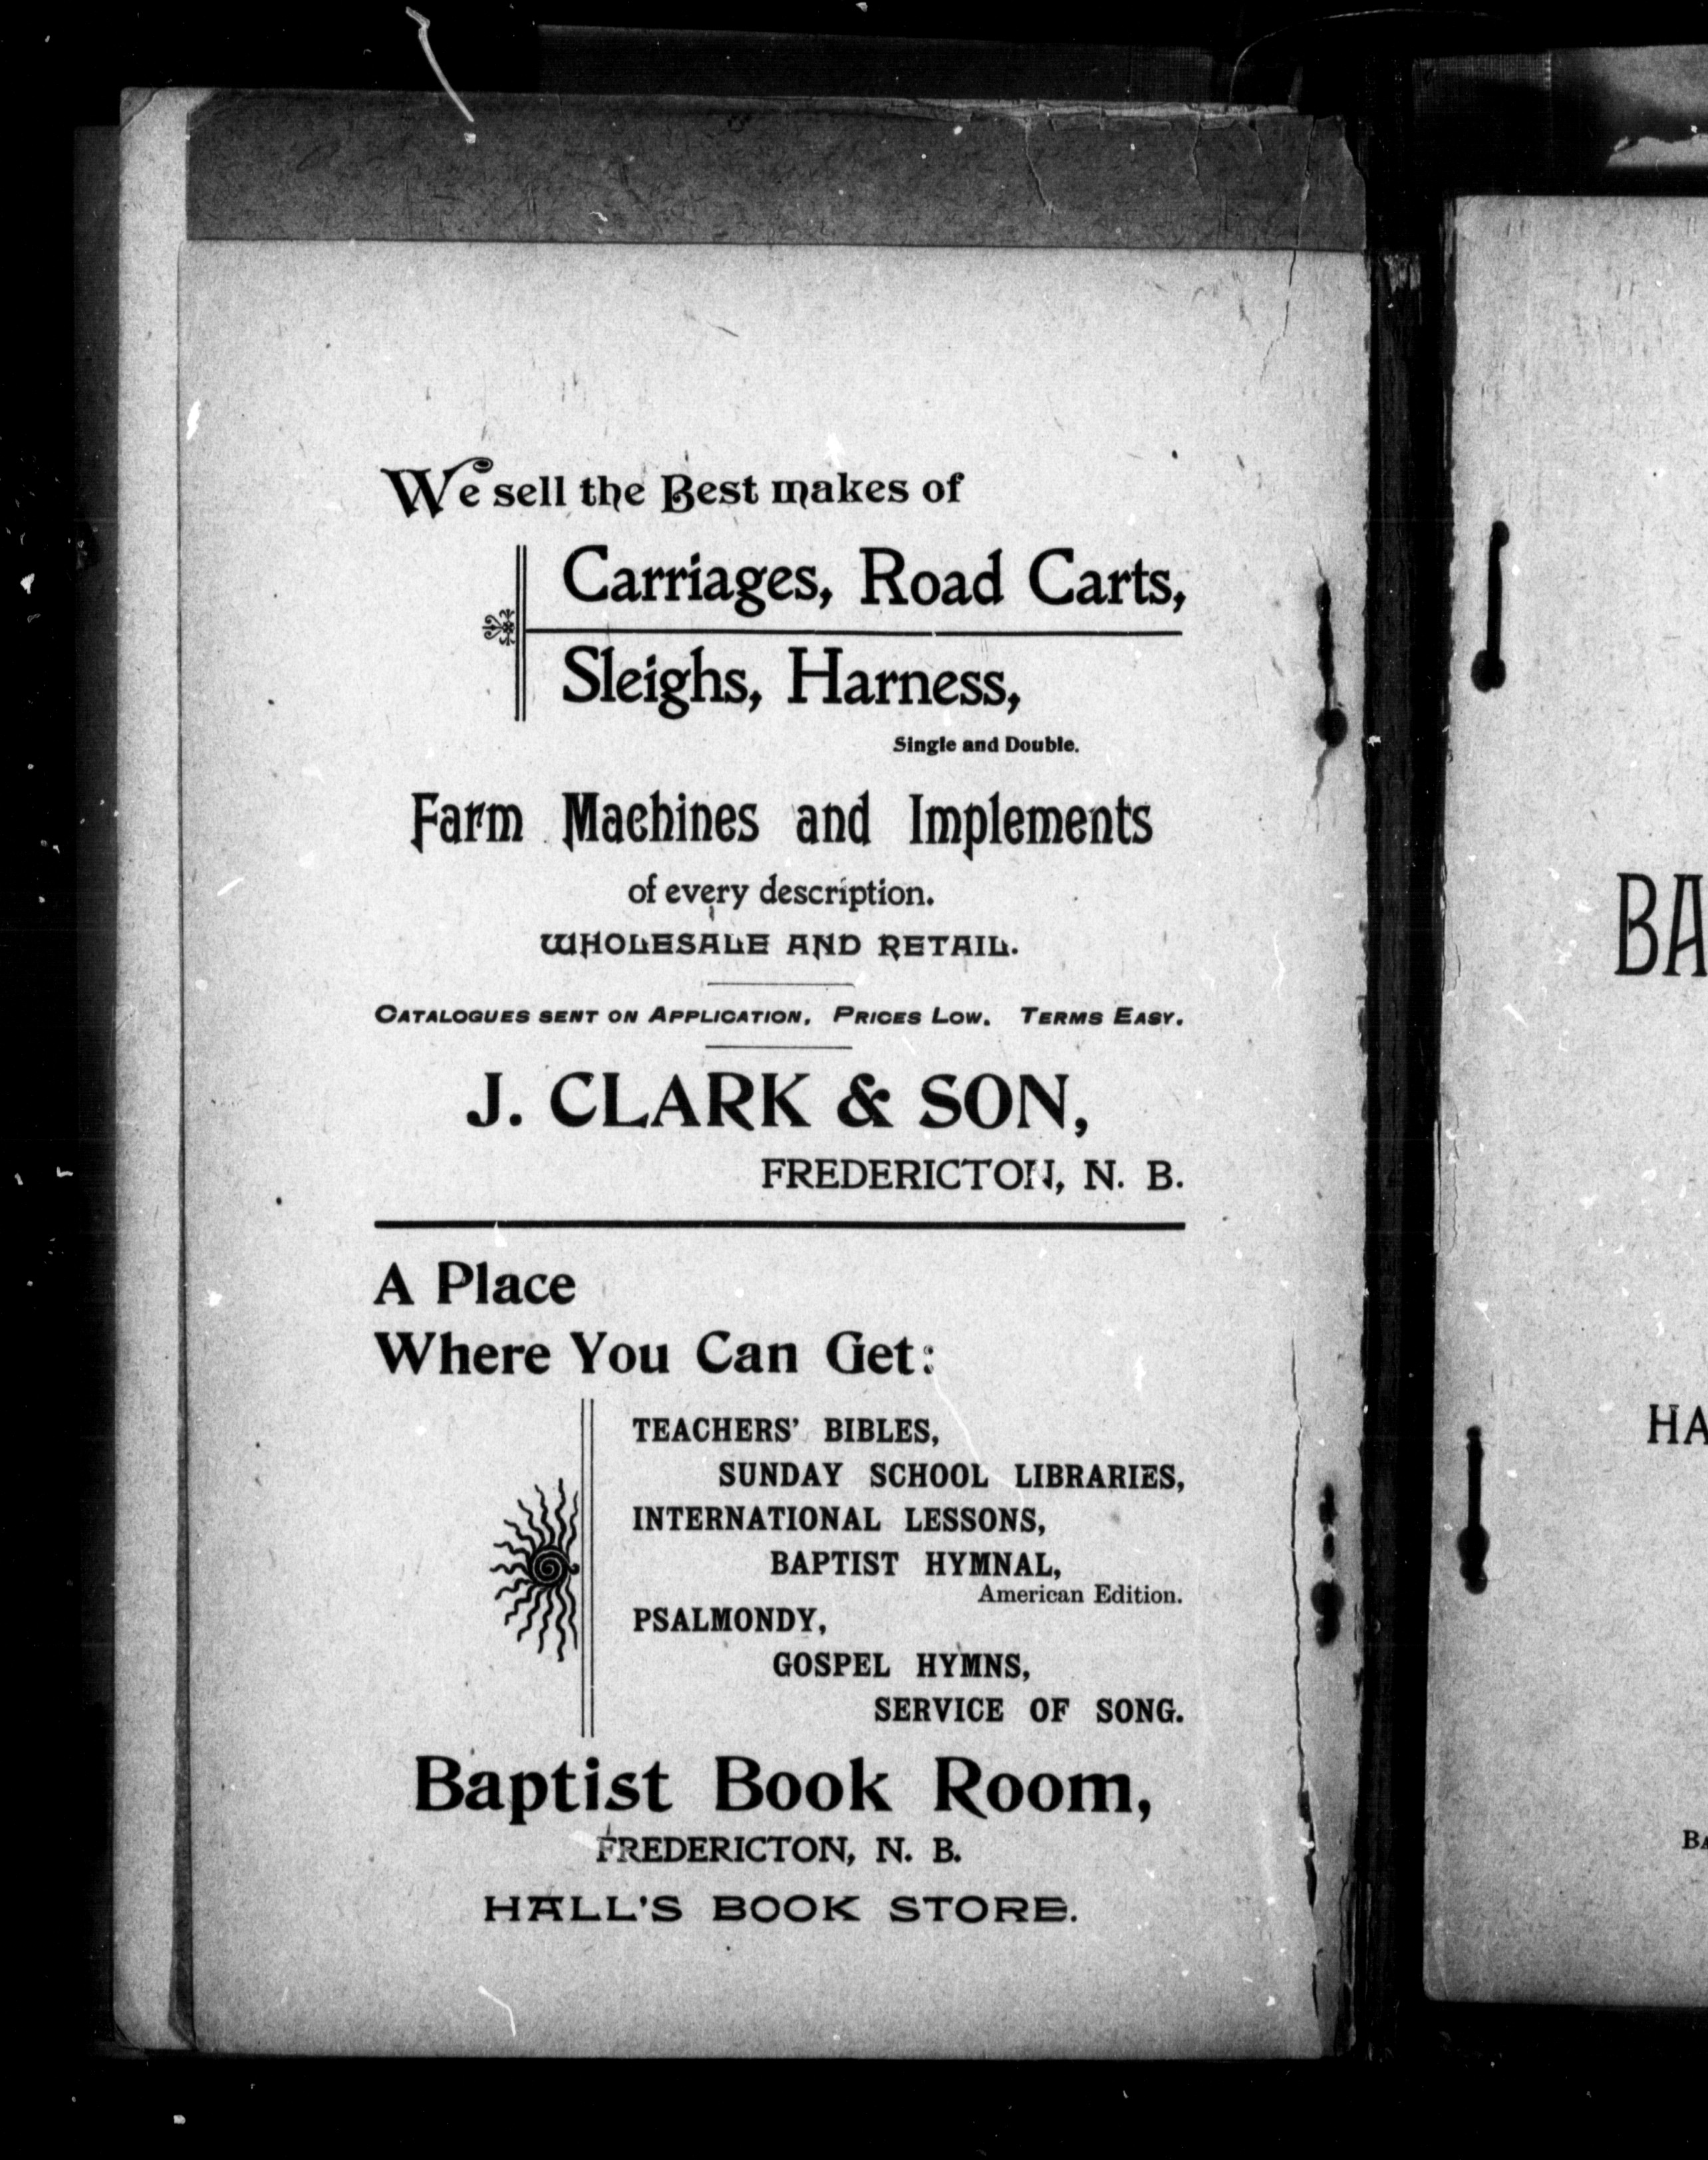 We sell the Best makes of
Carriages, Road Carts,
Sleighs, Harness,
Single and Double.
Farm Machines and Implements
of every description.
WHOLESALE AND RETAIL.
CATALOGUES SENT ON APPLICATION. PRICES LOW. TERMS EASY.
J. CLARK & SON,
FREDERICTON, N. B.
A Place
Where You Can Get:
TEACHERS' BIBLES,
SUNDAY SCHOOL LIBRARIES,
INTERNATIONAL LESSONS,
BAPTIST HYMNAL,
American Edition.
PSALMONDY,
GOSPEL HYMNS,
SERVICE OF SONG.
Baptist Book Room,
FREDERICTON, N. B.
HALL'S BOOK STORE.